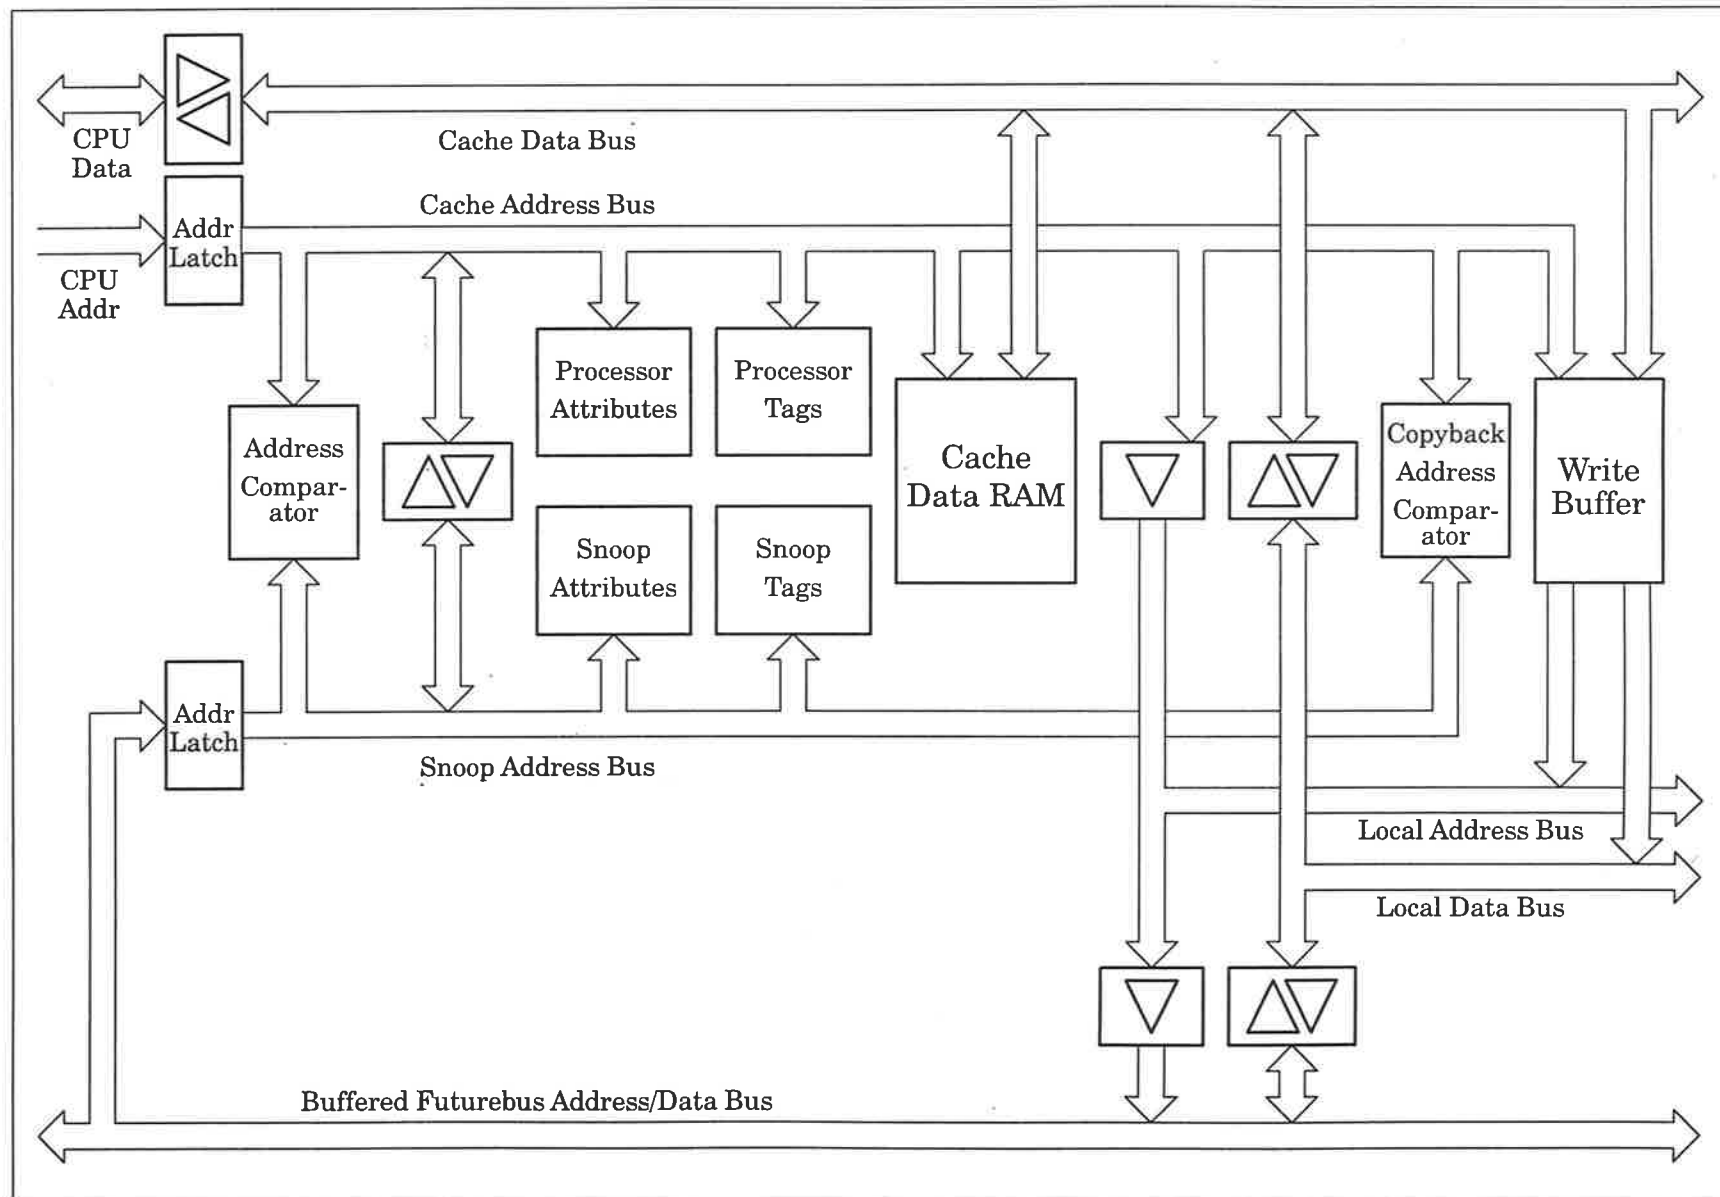 CPU
Data
Cache Data Bus
Cache Address Bus
Addr
Latch
CPU
Addr
Processor
Attributes
Processor
Tags
Address
Compar-
ator
Cache
Data RAM
Copyback
Address
Compar-
ator
Write
Buffer
Snoop
Attributes
Snoop
Tags
Addr
Latch
Snoop Address Bus
Local Address Bus
Local Data Bus
Buffered Futurebus Address/Data Bus